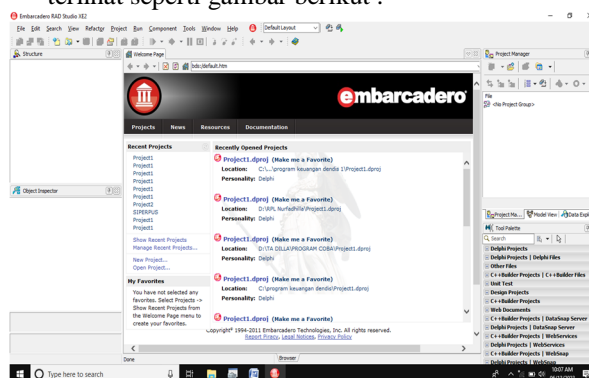 terlihat seperti gambar berikut :
Embarcadero RAD Studio XE2
File Edit Search View Refactor Project Run Component Tools Window Help Default Layout
Structure
Welcome Page
Project Manager
bds:/default.htm
File
<No Project Group>
embarcadero
Projects News Resources Documentation
Recent Projects
Project1
Project1
Project1
Project1
Project1
Project2
SIPERPUS
Project1
Project1
Show Recent Projects
Manage Recent Projects...
New Project...
Open Project...
My Favorites
You have not selected any
favorites. Select Projects ->
Show Recent Projects from
the Welcome Page menu to
create your favorites.
Recently Opened Projects
Project1.dproj (Make me a Favorite)
Location: C:\...\program keuangan dendis 1\Project1.dproj
Personality: Delphi
Project1.dproj (Make me a Favorite)
Location: D:\RPL Nurfadhilla\Project1.dproj
Personality: Delphi
Project1.dproj (Make me a Favorite)
Location: D:\TA DELLA\PROGRAM COBA\Project1.dproj
Personality: Delphi
Project1.dproj (Make me a Favorite)
Location: C:\program keuangan dendis\Project1.dproj
Personality: Delphi
Project1.dproj (Make me a Favorite)
Copyright© 1994-2011 Embarcadero Technologies, Inc. All rights reserved.
Report Piracy, Legal Notices, Privacy Policy
Done
Browser
Object Inspector
Project Ma... Model View Data Expl
Tool Palette
Search
Delphi Projects
Delphi Projects | Delphi Files
Other Files
C++Builder Projects | C++Builder Files
Unit Test
Design Projects
C++Builder Projects
Web Documents
C++Builder Projects | DataSnap Server
Delphi Projects | DataSnap Server
C++Builder Projects | WebServices
Delphi Projects | WebServices
C++Builder Projects | WebSnap
Delphi Projects | WebSnap
Type here to search
10:07 AM